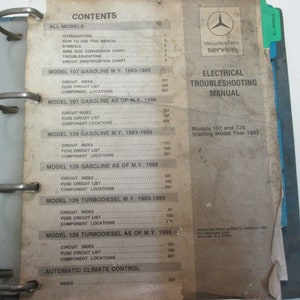 CONTENTS
ALL MODELS
INTRODUCTION
HOW TO USE THIS MANUAL
SYMBOLS
WIRE SIZE CONVERSION CHART
TROUBLESHOOTING
CIRCUIT IDENTIFICATION CHART
MODEL 107 GASOLINE M.Y. 1983-1985
CIRCUIT INDEX
FUSE CIRCUIT LIST
COMPONENT LOCATIONS
MODEL 107 GASOLINE AS OF M.Y. 1986
CIRCUIT INDEX
FUSE CIRCUIT LIST
COMPONENT LOCATIONS
MODEL 126 GASOLINE M.Y. 1983-1985
CIRCUIT INDEX
FUSE CIRCUIT LIST
COMPONENT LOCATIONS
MODEL 126 GASOLINE AS OF M.Y. 1986
CIRCUIT INDEX
FUSE CIRCUIT LIST
COMPONENT LOCATIONS
MODEL 126 TURBODIESEL M.Y. 1983-1985
CIRCUIT INDEX
FUSE CIRCUIT LIST
COMPONENT LOCATIONS
MODEL 126 TURBODIESEL AS OF M.Y. 1986
CIRCUIT INDEX
FUSE CIRCUIT LIST
COMPONENT LOCATIONS
AUTOMATIC CLIMATE CONTROL
INDEX
Mercedes-Benz
service
ELECTRICAL
TROUBLESHOOTING
MANUAL
Models 107 and 126
Starting Model Year 1983